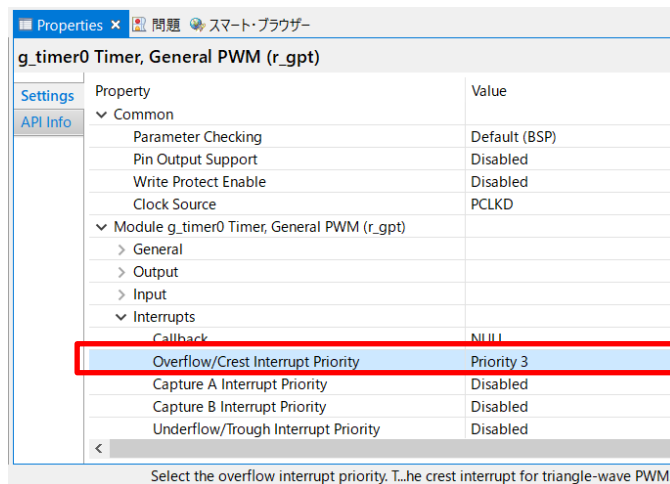 Properties × 問題 スマート・ブラウザー
g_timer0 Timer, General PWM (r_gpt)
Settings
API Info
Property Value
Common
Parameter Checking Default (BSP)
Pin Output Support Disabled
Write Protect Enable Disabled
Clock Source PCLKD
Module g_timer0 Timer, General PWM (r_gpt)
General
Output
Input
Interrupts
Callback NULL
Overflow/Crest Interrupt Priority Priority 3
Capture A Interrupt Priority Disabled
Capture B Interrupt Priority Disabled
Underflow/Trough Interrupt Priority Disabled
Select the overflow interrupt priority. T...he crest interrupt for triangle-wave PWM